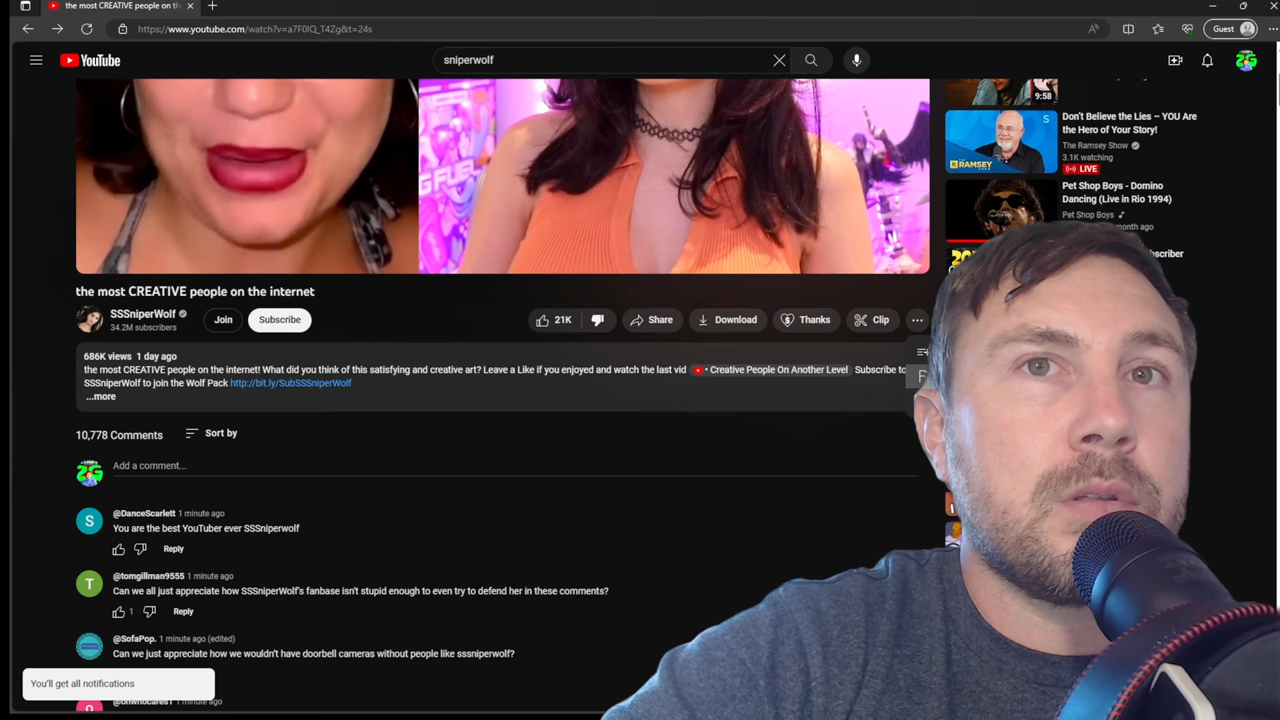 the most CREATIVE people on th
https://www.youtube.com/watch?v=a7F0IQ_T4Zg&t=24s
Guest
YouTube
sniperwolf
9:58
Don't Believe the Lies – YOU Are
the Hero of Your Story!
The Ramsey Show
3.1K watching
LIVE
RAMSEY
Pet Shop Boys - Domino
Dancing (Live in Rio 1994)
Pet Shop Boys
month ago
G FUEL
the most CREATIVE people on the internet
SSSniperWolf
34.2M subscribers
Join
Subscribe
21K
Share
Download
Thanks
Clip
686K views 1 day ago
the most CREATIVE people on the internet! What did you think of this satisfying and creative art? Leave a Like if you enjoyed and watch the last vid • Creative People On Another Level Subscribe to
SSSniperWolf to join the Wolf Pack http://bit.ly/SubSSSniperWolf
...more
10,778 Comments
Sort by
Add a comment...
S
@DanceScarlett 1 minute ago
You are the best YouTuber ever SSSniperwolf
Reply
T
@tomgillman9555 1 minute ago
Can we all just appreciate how SSSniperWolf's fanbase isn't stupid enough to even try to defend her in these comments?
1
Reply
@SofaPop. 1 minute ago (edited)
Can we just appreciate how we wouldn't have doorbell cameras without people like sssniperwolf?
You'll get all notifications
@ohwhocares1 1 minute ago